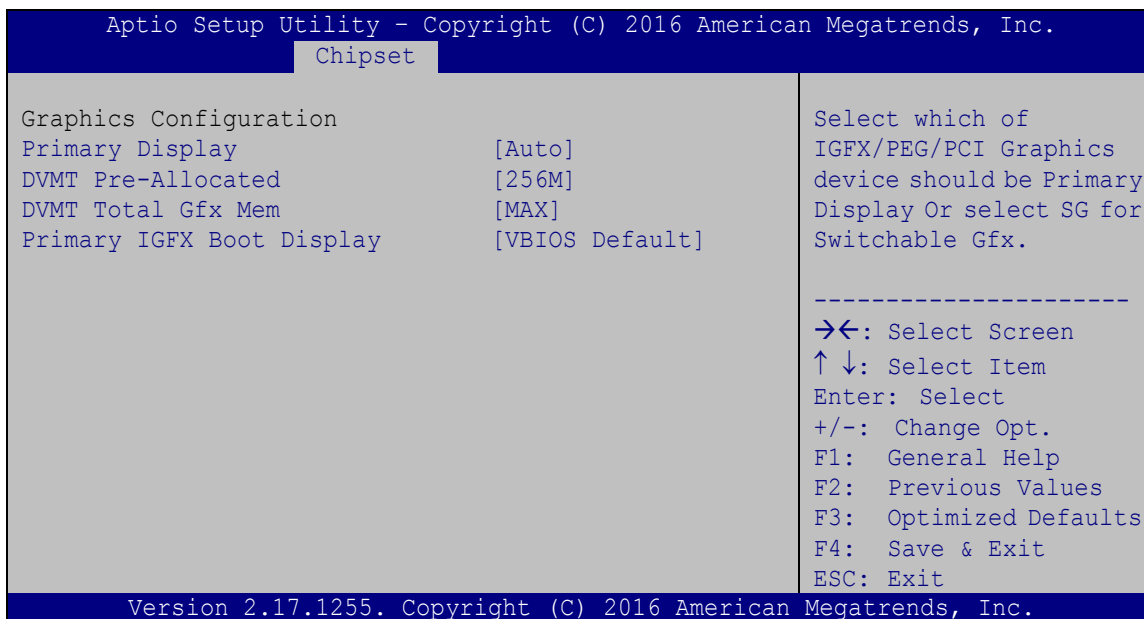 Aptio Setup Utility – Copyright (C) 2016 American Megatrends, Inc.
Chipset
Graphics Configuration
Primary Display [Auto]
DVMT Pre-Allocated [256M]
DVMT Total Gfx Mem [MAX]
Primary IGFX Boot Display [VBIOS Default]
Select which of
IGFX/PEG/PCI Graphics
device should be Primary
Display Or select SG for
Switchable Gfx.
----------------------
→←: Select Screen
↑ ↓: Select Item
Enter: Select
+/-: Change Opt.
F1: General Help
F2: Previous Values
F3: Optimized Defaults
F4: Save & Exit
ESC: Exit
Version 2.17.1255. Copyright (C) 2016 American Megatrends, Inc.